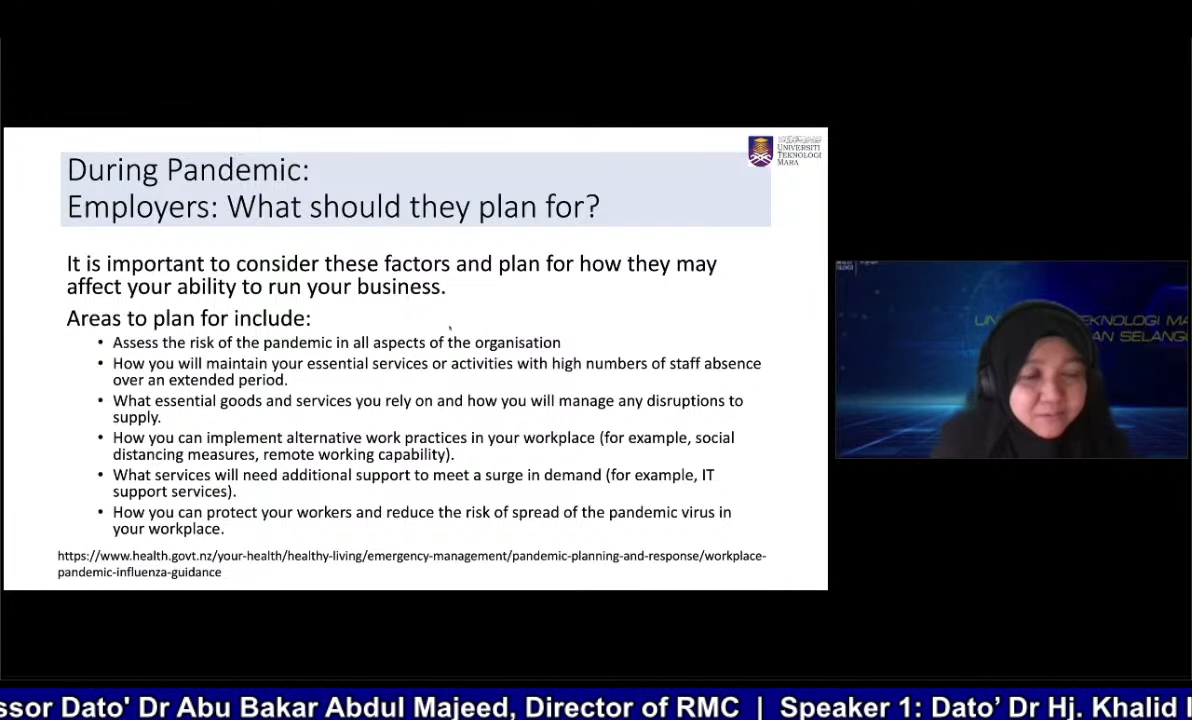 During Pandemic:
Employers: What should they plan for?
UNIVERSITI
TEKNOLOGI
MARA
It is important to consider these factors and plan for how they may
affect your ability to run your business.
Areas to plan for include:
• Assess the risk of the pandemic in all aspects of the organisation
• How you will maintain your essential services or activities with high numbers of staff absence
over an extended period.
• What essential goods and services you rely on and how you will manage any disruptions to
supply.
• How you can implement alternative work practices in your workplace (for example, social
distancing measures, remote working capability).
• What services will need additional support to meet a surge in demand (for example, IT
support services).
• How you can protect your workers and reduce the risk of spread of the pandemic virus in
your workplace.
https://www.health.govt.nz/your-health/healthy-living/emergency-management/pandemic-planning-and-response/workplace-
pandemic-influenza-guidance
UN EKNOLOGI MA
AN SELANG
ssor Dato' Dr Abu Bakar Abdul Majeed, Director of RMC | Speaker 1: Dato’ Dr Hj. Khalid